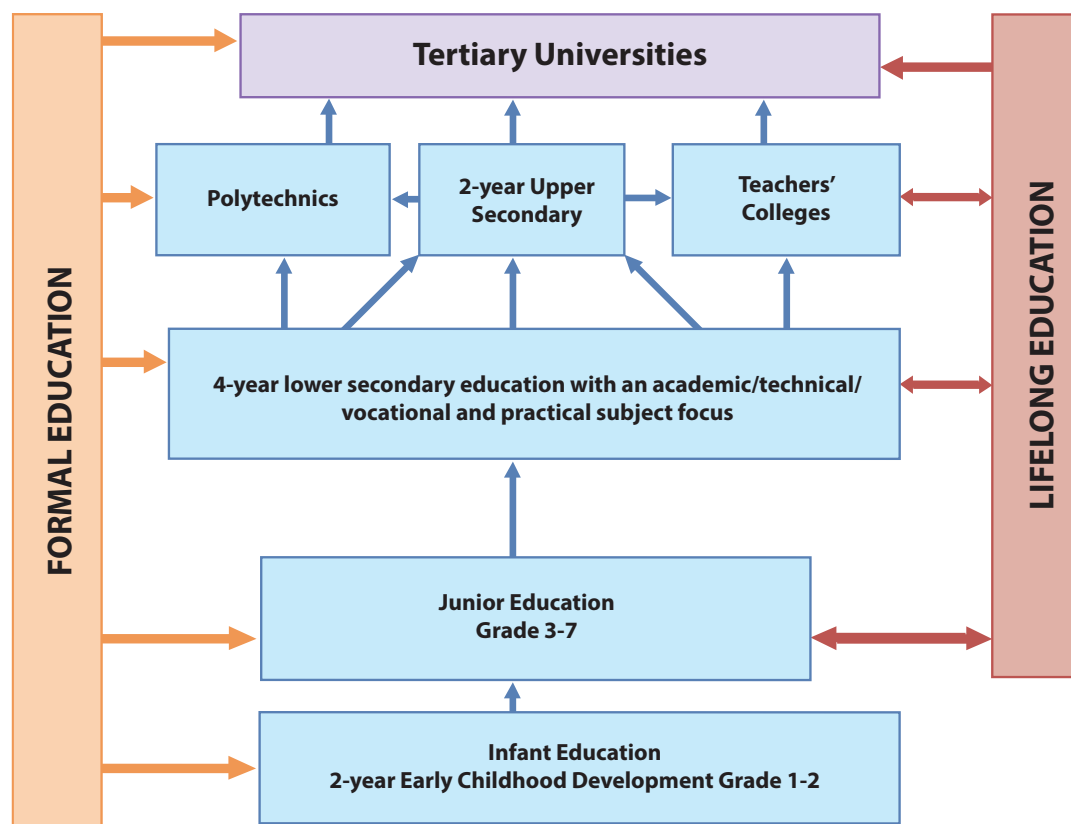 FORMAL EDUCATION
Tertiary Universities
Polytechnics
2-year Upper
Secondary
Teachers’
Colleges
4-year lower secondary education with an academic/technical/
vocational and practical subject focus
Junior Education
Grade 3-7
Infant Education
2-year Early Childhood Development Grade 1-2
LIFELONG EDUCATION